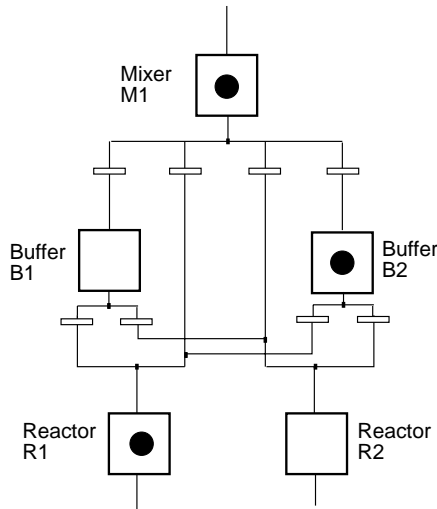 Mixer
M1
Buffer
B1
Buffer
B2
Reactor
R1
Reactor
R2